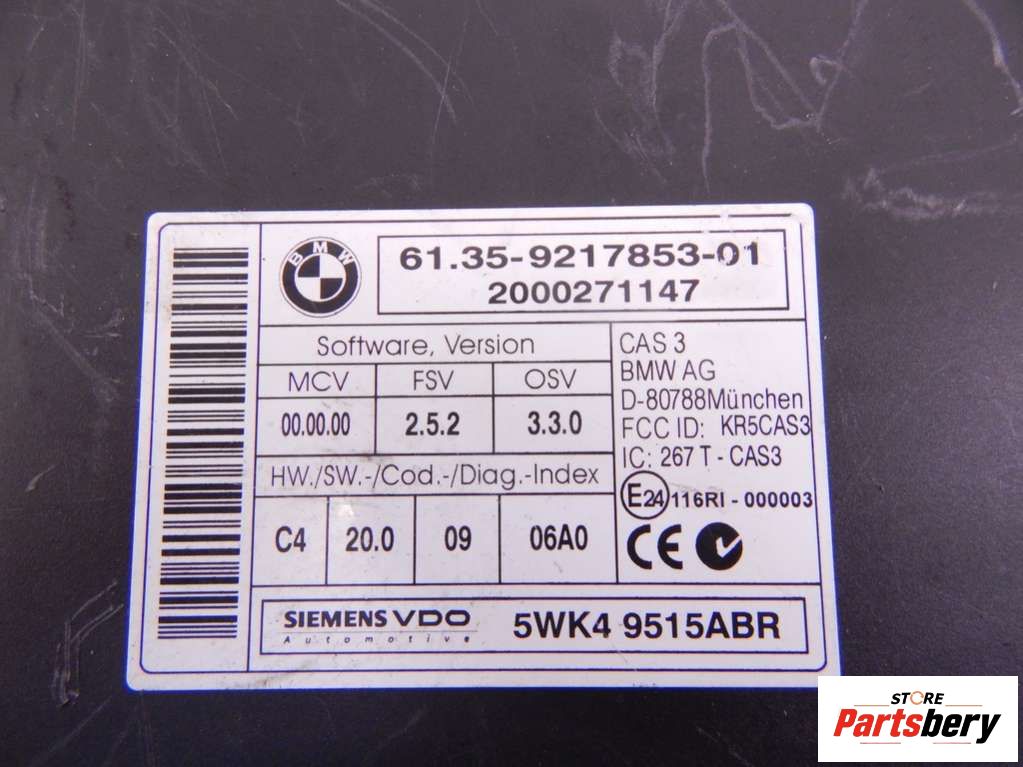 BMW
61.35-9217853-01
2000271147
Software, Version
MCV FSV OSV
00.00.00 2.5.2 3.3.0
HW./SW.-/Cod.-/Diag.-Index
C4 20.0 09 06A0
CAS 3
BMW AG
D-80788München
FCC ID: KR5CAS3
IC: 267 T - CAS3
E24 116RI - 000003
CE
SIEMENS VDO
Automotive
5WK4 9515ABR
STORE
Partsbery